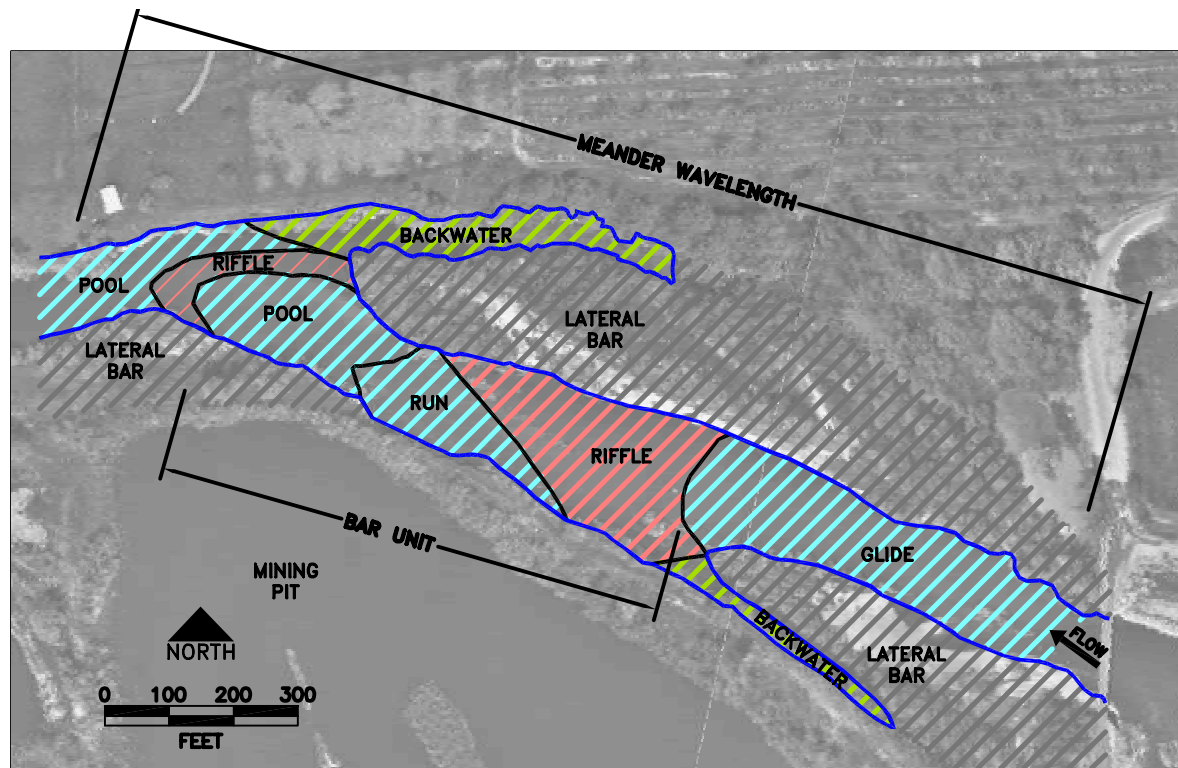 MEANDER WAVELENGTH
BACKWATER
RIFFLE
POOL
POOL
LATERAL
BAR
LATERAL
BAR
RUN
RIFFLE
BAR UNIT
GLIDE
MINING
PIT
BACKWATER
FLOW
LATERAL
BAR
NORTH
0 100 200 300
FEET